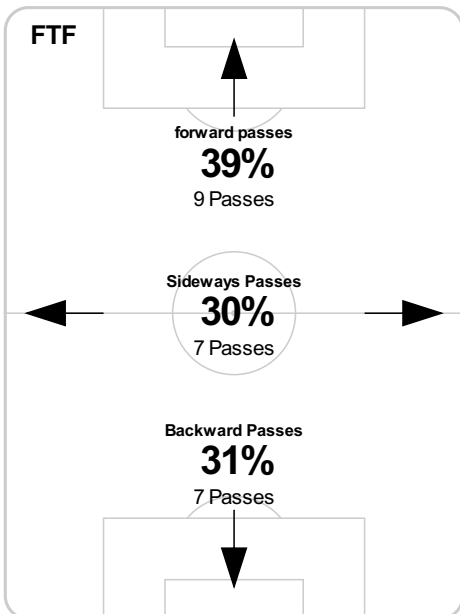 FTF
forward passes
39%
9 Passes
Sideways Passes
30%
7 Passes
Backward Passes
31%
7 Passes